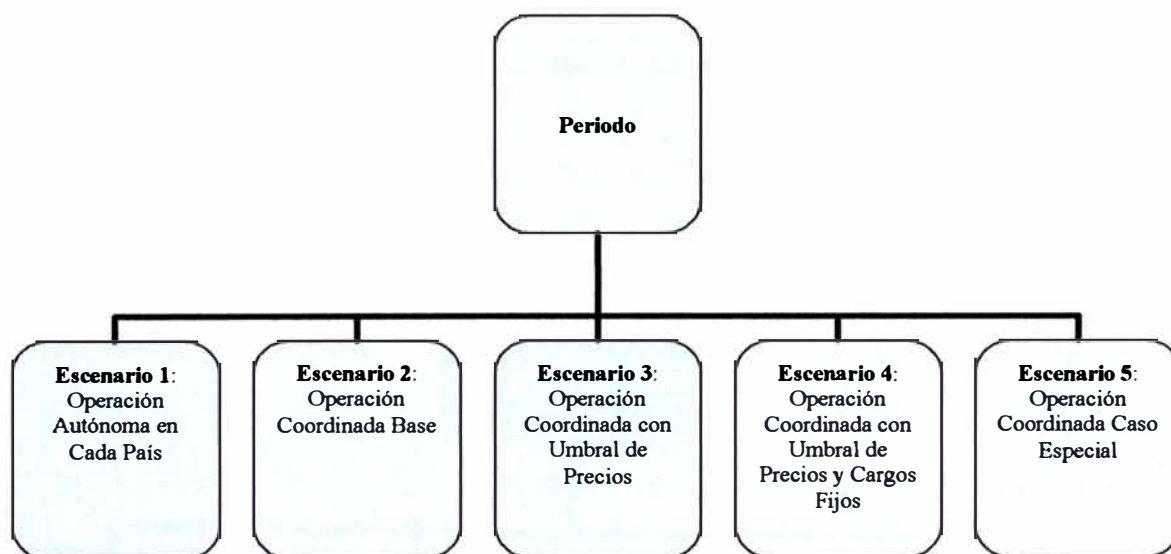 Periodo
Escenario 1:
Operación
Autónoma en
Cada País
Escenario 2:
Operación
Coordinada Base
Escenario 3:
Operación
Coordinada con
Umbral de
Precios
Escenario 4:
Operación
Coordinada con
Umbral de
Precios y Cargos
Fijos
Escenario 5:
Operación
Coordinada Caso
Especial